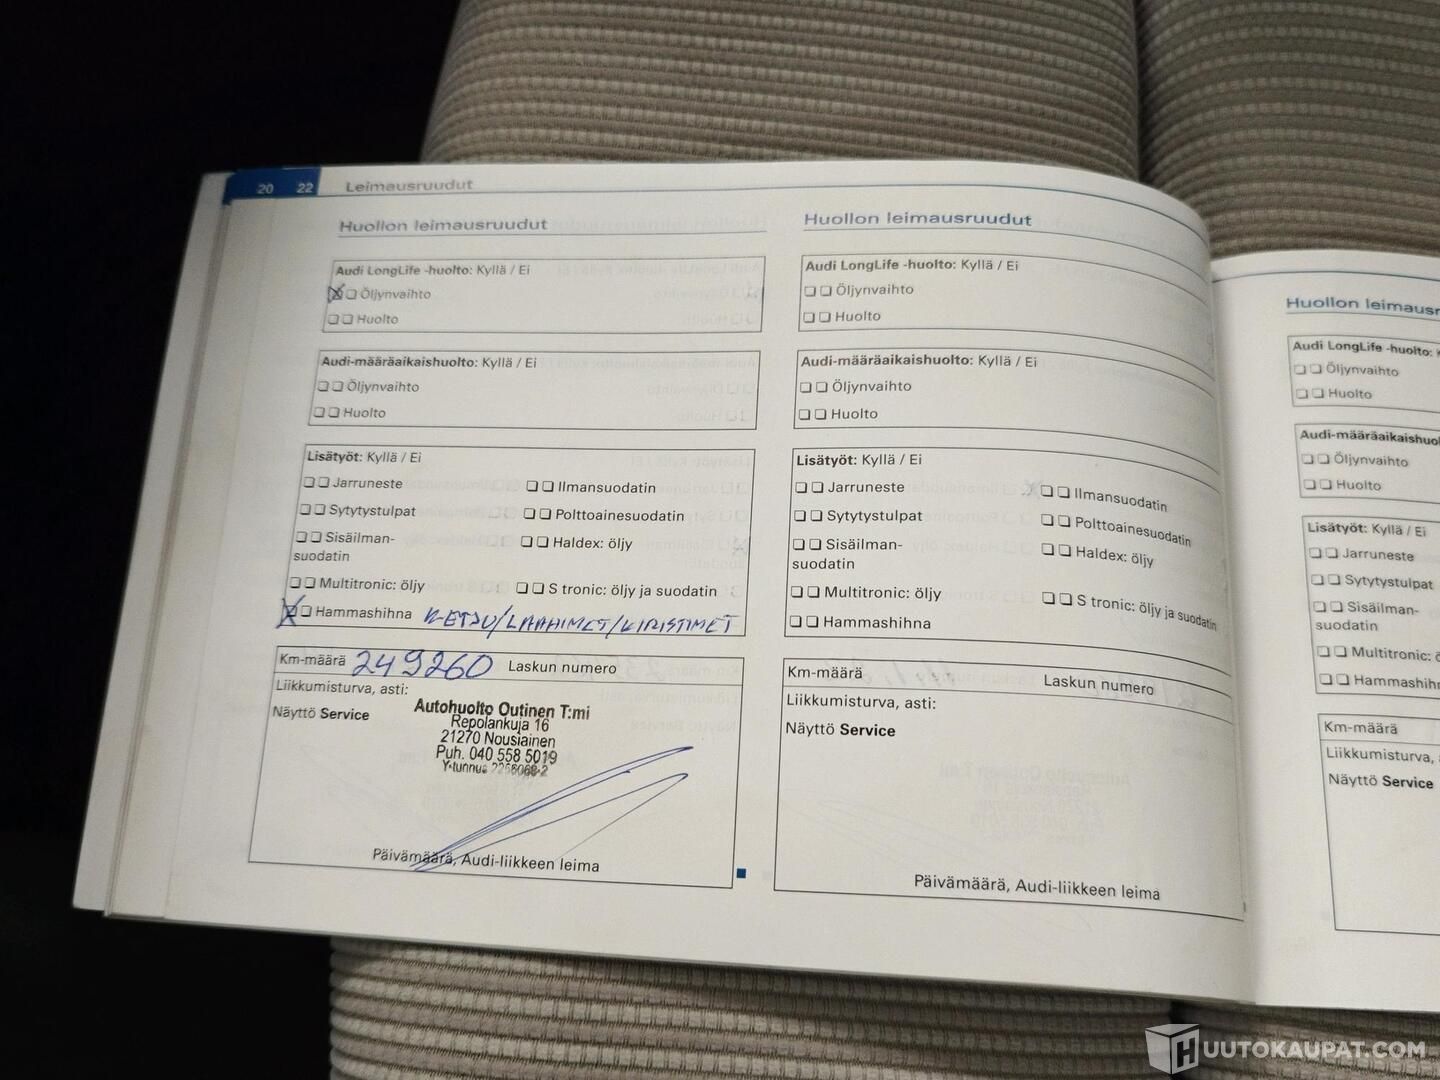 20 22 Leimausruudut
Huollon leimausruudut
Audi LongLife -huolto: Kyllä / Ei
Öljynvaihto
Huolto
Audi-määräaikaishuolto: Kyllä / Ei
Öljynvaihto
Huolto
Lisätyöt: Kyllä / Ei
Jarruneste
Ilmansuodatin
Sytytystulpat
Polttoainesuodatin
Sisäilman-
suodatin
Haldex: öljy
Multitronic: öljy
S tronic: öljy ja suodatin
Hammashihna KETJU/LAAHIMET/KIRISTIMET
Km-määrä 249260 Laskun numero
Liikkumisturva, asti:
Näyttö Service
Autohuolto Outinen T:mi
Repolankuja 16
21270 Nousiainen
Puh. 040 558 5019
Y-tunnus 2256068-2
Päivämäärä, Audi-liikkeen leima
Huollon leimausruudut
Audi LongLife -huolto: Kyllä / Ei
Öljynvaihto
Huolto
Audi-määräaikaishuolto: Kyllä / Ei
Öljynvaihto
Huolto
Lisätyöt: Kyllä / Ei
Jarruneste
Ilmansuodatin
Sytytystulpat
Polttoainesuodatin
Sisäilman-
suodatin
Haldex: öljy
Multitronic: öljy
S tronic: öljy ja suodatin
Hammashihna
Km-määrä
Laskun numero
Liikkumisturva, asti:
Näyttö Service
Päivämäärä, Audi-liikkeen leima
Huollon leimausr
Audi LongLife -huolto:
Öljynvaihto
Huolto
Audi-määräaikaishuol
Öljynvaihto
Huolto
Lisätyöt: Kyllä / Ei
Jarruneste
Sytytystulpat
Sisäilman-
suodatin
Multitronic: ö
Hammashihn
Km-määrä
Liikkumisturva,
Näyttö Service
HUUTOKAUPAT.COM